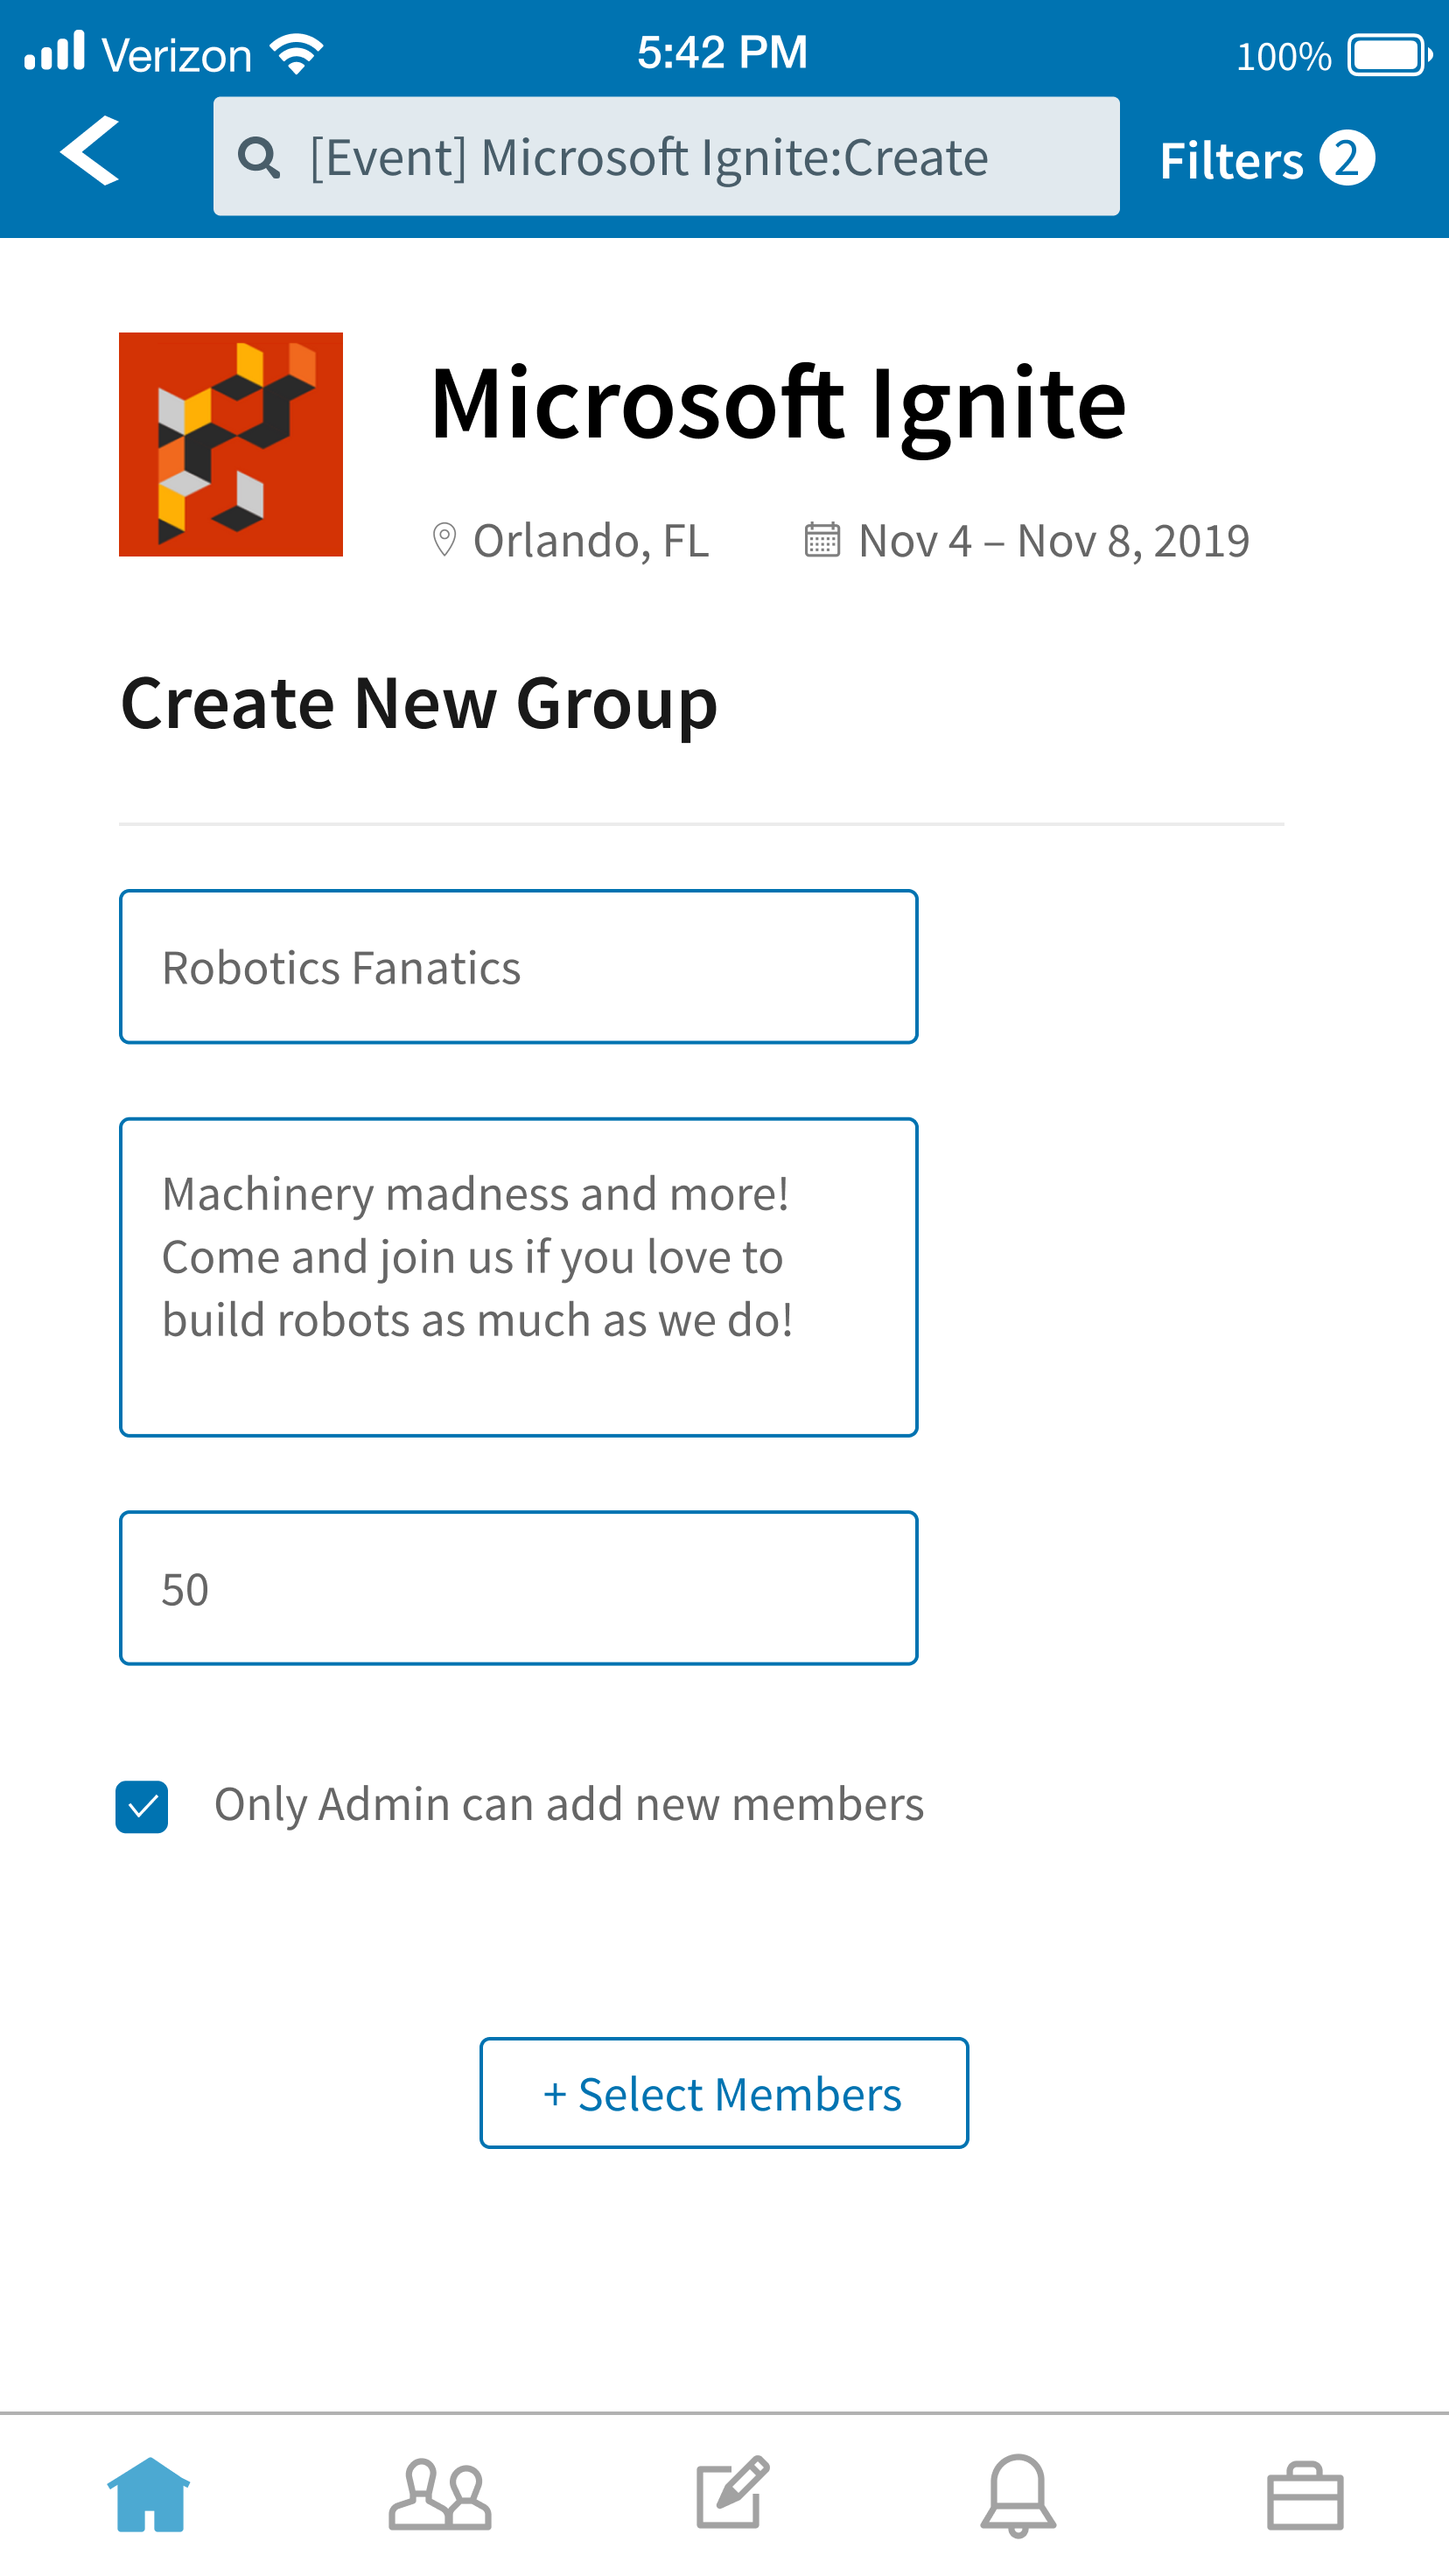 Verizon 5:42 PM 100%
[Event] Microsoft Ignite:Create Filters 2
Microsoft Ignite
Orlando, FL Nov 4 – Nov 8, 2019
Create New Group
Robotics Fanatics
Machinery madness and more!
Come and join us if you love to
build robots as much as we do!
50
Only Admin can add new members
+ Select Members